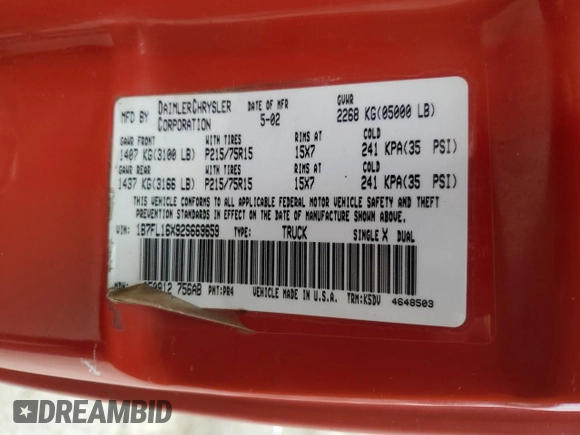 MFD BY DAIMLERCHRYSLER CORPORATION DATE OF MFR 5-02 GVWR 2268 KG(05000 LB)
GAWR FRONT WITH TIRES RIMS AT COLD
1407 KG(3100 LB) P215/75R15 15X7 241 KPA(35 PSI)
GAWR REAR WITH TIRES RIMS AT COLD
1437 KG(3166 LB) P215/75R15 15X7 241 KPA(35 PSI)
THIS VEHICLE CONFORMS TO ALL APPLICABLE FEDERAL MOTOR VEHICLE SAFETY AND
THEFT PREVENTION STANDARDS IN EFFECT ON THE DATE OF MANUFACTURE SHOWN ABOVE
VIN: 1B7FL16X92S669659 TYPE: TRUCK SINGLE X DUAL
756AB PNT:PR4 VEHICLE MADE IN U.S.A. TRM:K5DV 4648503
DREAMBID